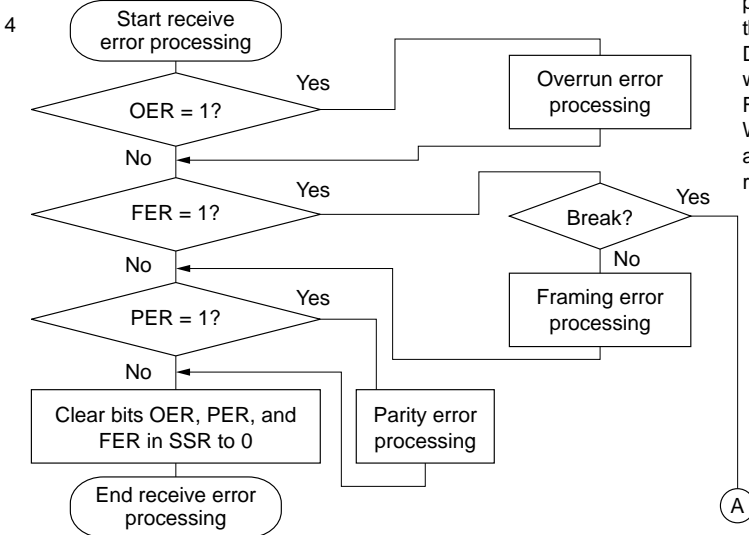 4
Start receive
error processing
OER = 1?
Yes
Overrun error
processing
No
FER = 1?
Yes
Break?
Yes
No
No
Framing error
processing
PER = 1?
Yes
No
Clear bits OER, PER, and
FER in SSR to 0
Parity error
processing
End receive error
processing
A